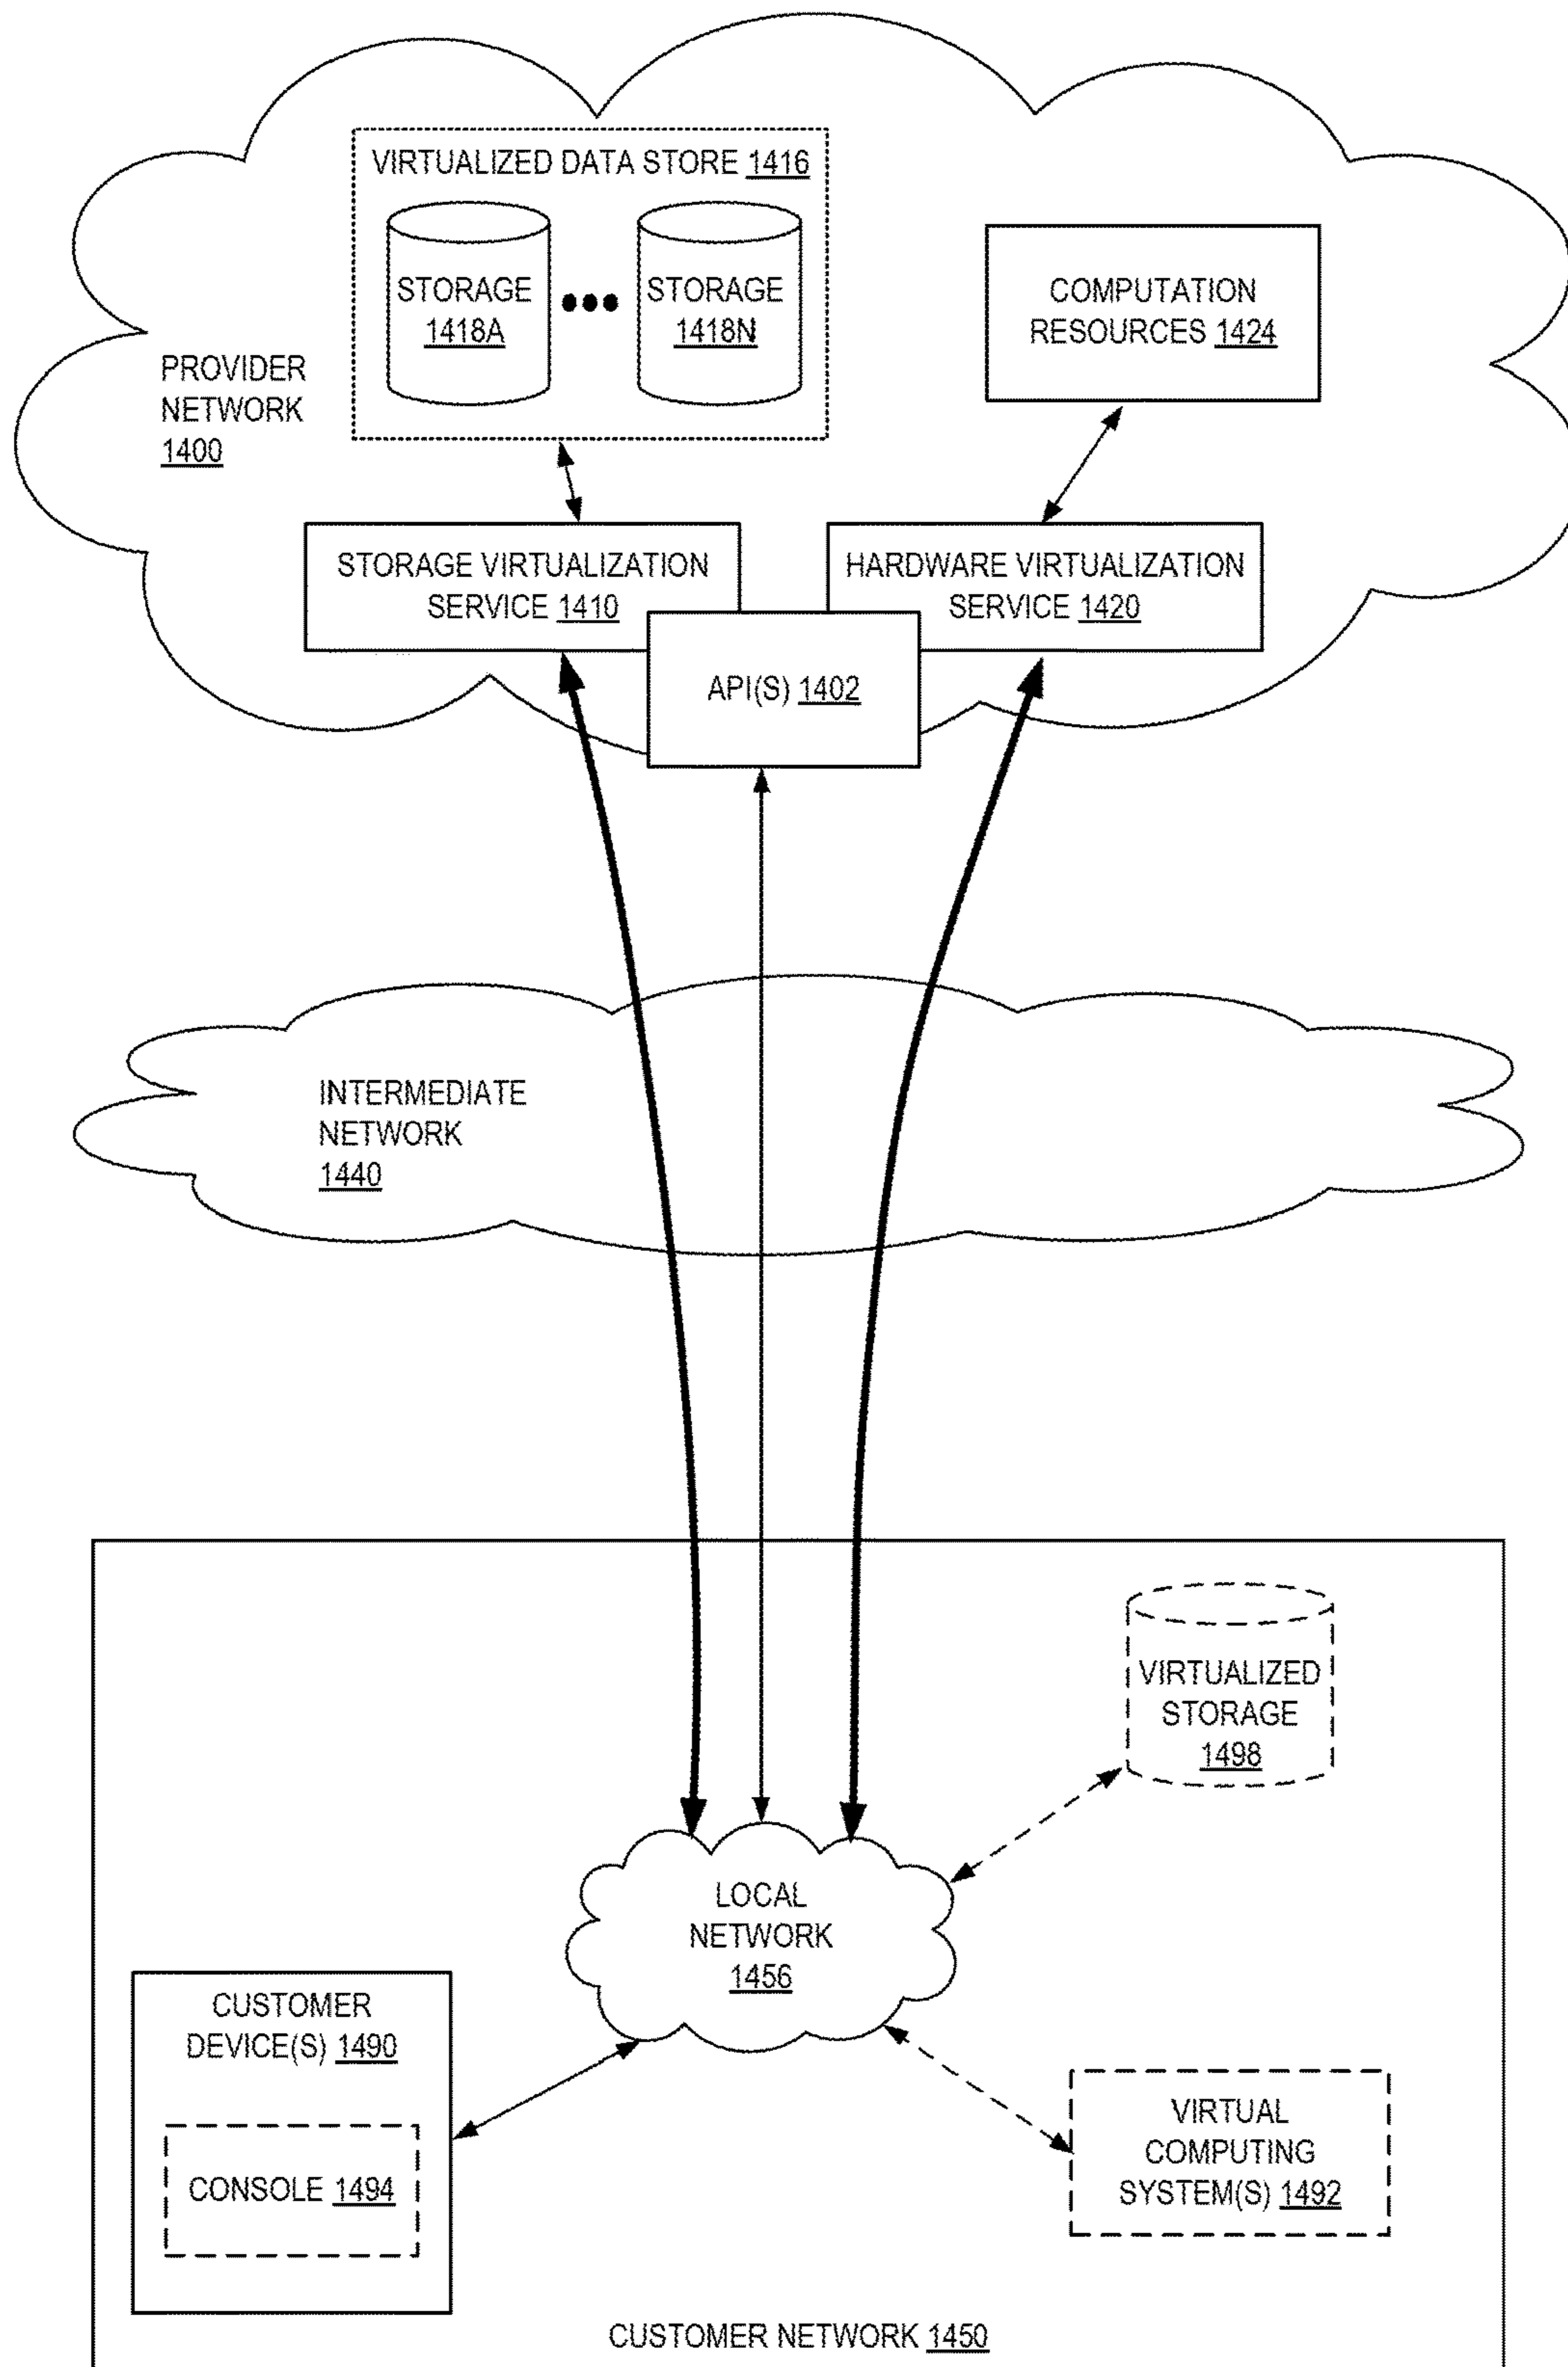 VIRTUALIZED DATA STORE 1416
STORAGE
1418A
STORAGE
1418N
COMPUTATION
RESOURCES 1424
PROVIDER
NETWORK
1400
STORAGE VIRTUALIZATION
SERVICE 1410
HARDWARE VIRTUALIZATION
SERVICE 1420
API(S) 1402
INTERMEDIATE
NETWORK
1440
VIRTUALIZED
STORAGE
1498
LOCAL
NETWORK
1456
CUSTOMER
DEVICE(S) 1490
CONSOLE 1494
VIRTUAL
COMPUTING
SYSTEM(S) 1492
CUSTOMER NETWORK 1450